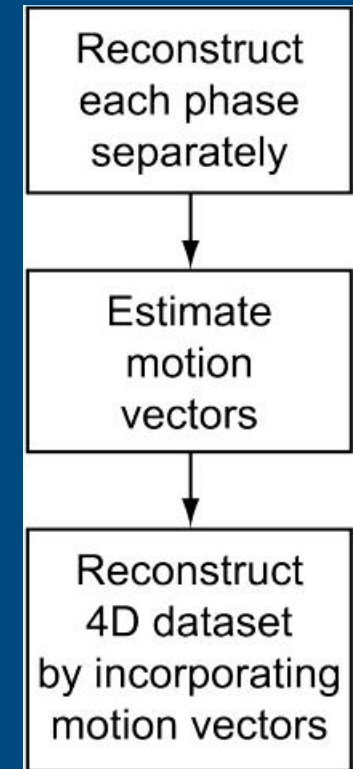 Reconstruct
each phase
separately
Estimate
motion
vectors
Reconstruct
4D dataset
by incorporating
motion vectors